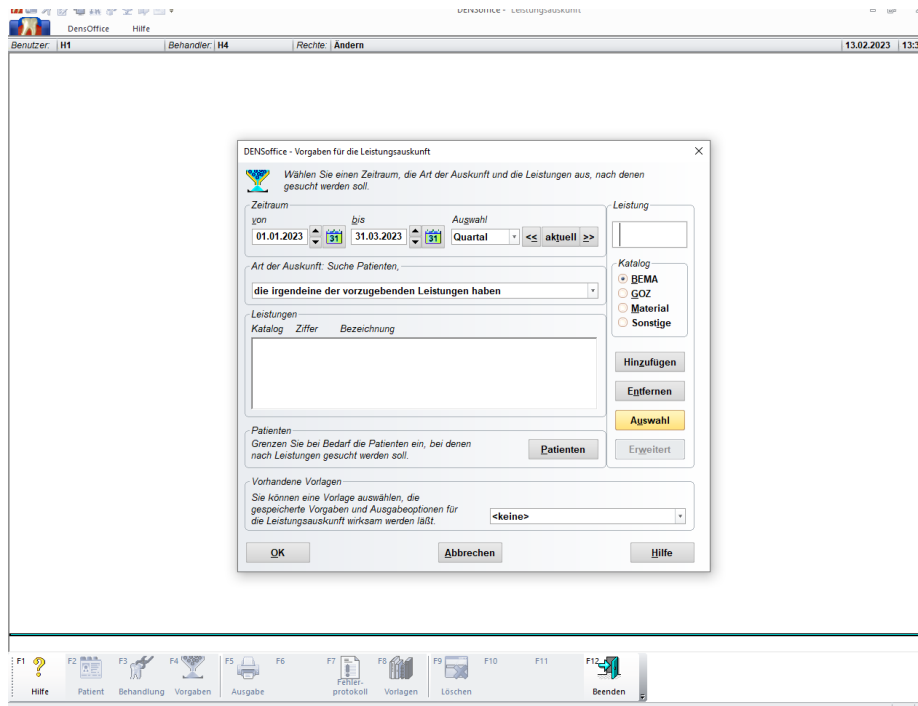 DENSoffice - Leistungsauskunft
DensOffice Hilfe
Benutzer: H1 Behandler: H4 Rechte: Ändern 13.02.2023
DENSoffice - Vorgaben für die Leistungsauskunft
Wählen Sie einen Zeitraum, die Art der Auskunft und die Leistungen aus, nach denen
gesucht werden soll.
Zeitraum
von bis Auswahl
01.01.2023 31 31.03.2023 31 Quartal << aktuell >>
Leistung
Art der Auskunft: Suche Patienten,
die irgendeine der vorzugebenden Leistungen haben
Katalog
BEMA
GOZ
Material
Sonstige
Leistungen
Katalog Ziffer Bezeichnung
Hinzufügen
Entfernen
Auswahl
Erweitert
Patienten
Grenzen Sie bei Bedarf die Patienten ein, bei denen
nach Leistungen gesucht werden soll.
Patienten
Vorhandene Vorlagen
Sie können eine Vorlage auswählen, die
gespeicherte Vorgaben und Ausgabeoptionen für
die Leistungsauskunft wirksam werden läßt.
<keine>
OK Abbrechen Hilfe
F1 F2 F3 F4 F5 F6 F7 F8 F9 F10 F11 F12
Hilfe Patient Behandlung Vorgaben Ausgabe Fehler-
protokoll Vorlagen Löschen Beenden